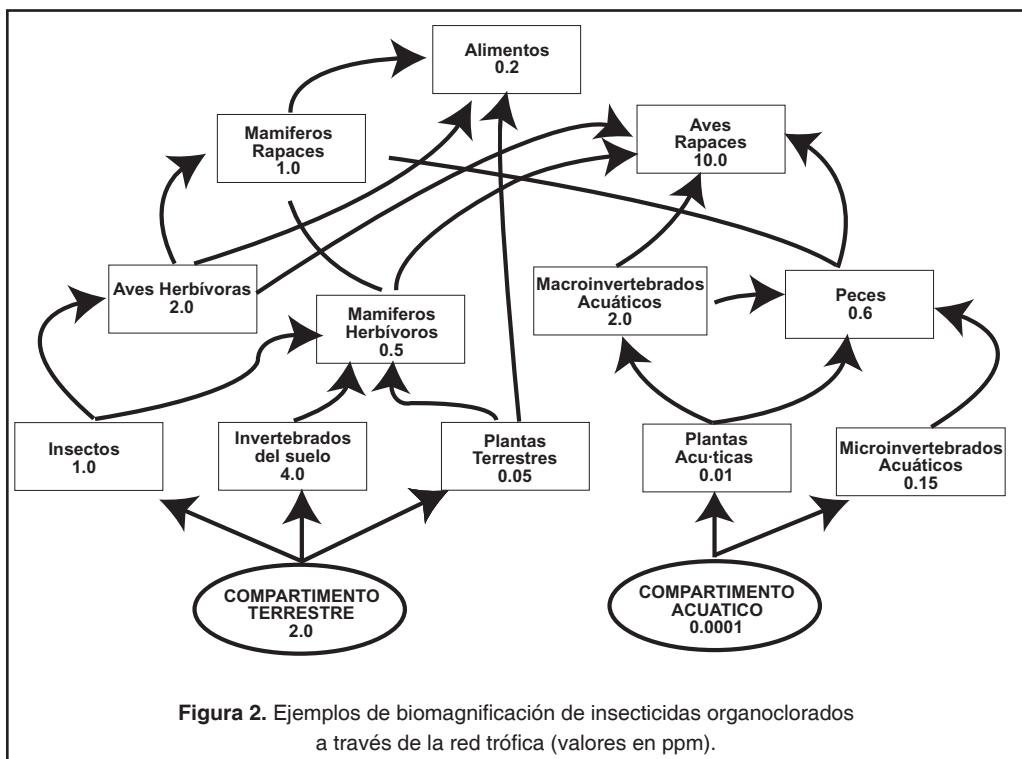 Alimentos
0.2
Mamiferos
Rapaces
1.0
Aves
Rapaces
10.0
Aves Herbívoras
2.0
Mamiferos
Herbívoros
0.5
Macroinvertebrados
Acuáticos
2.0
Peces
0.6
Insectos
1.0
Invertebrados
del suelo
4.0
Plantas
Terrestres
0.05
Plantas
Acu·ticas
0.01
Microinvertebrados
Acuáticos
0.15
COMPARTIMENTO
TERRESTRE
2.0
COMPARTIMENTO
ACUATICO
0.0001
Figura 2. Ejemplos de biomagnificación de insecticidas organoclorados
a través de la red trófica (valores en ppm).